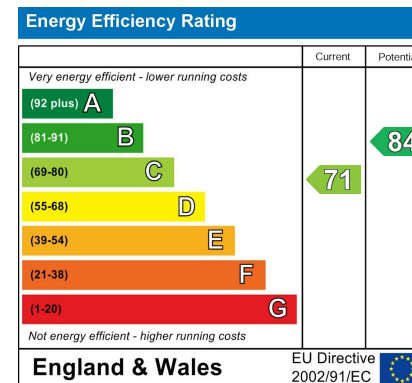 Energy Efficiency Rating
Current Potenti
Very energy efficient - lower running costs
(92 plus) A
(81-91) B
84
(69-80) C
71
(55-68) D
(39-54) E
(21-38) F
(1-20) G
Not energy efficient - higher running costs
England & Wales
EU Directive
2002/91/EC